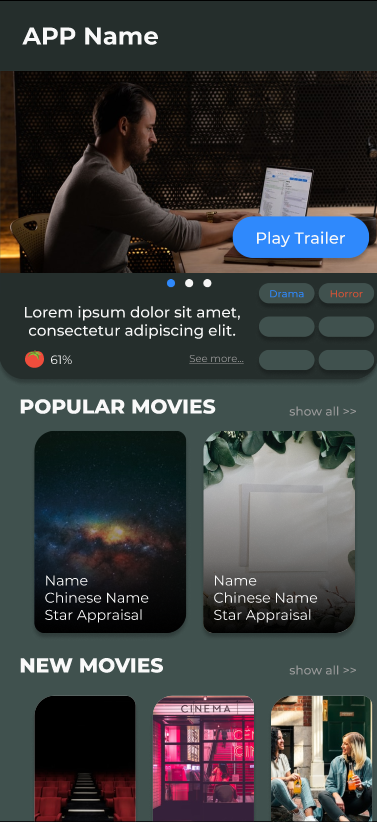 APP Name
Play Trailer
Drama
Horror
Lorem ipsum dolor sit amet,
consectetur adipiscing elit.
61%
See more...
POPULAR MOVIES
show all >>
Name
Chinese Name
Star Appraisal
Name
Chinese Name
Star Appraisal
NEW MOVIES
show all >>
CINEMA